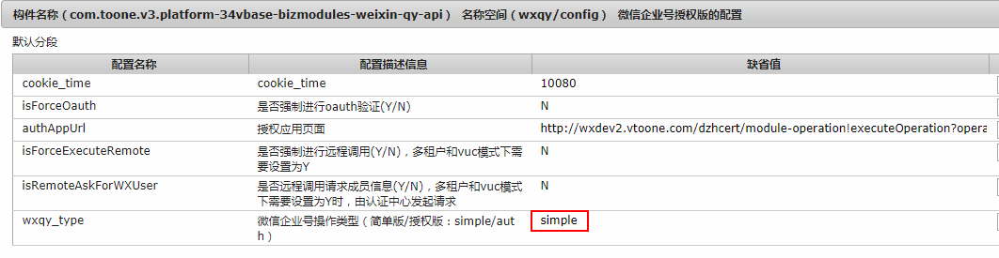 构件名称（com.toone.v3.platform-34vbase-bizmodules-weixin-qy-api） 名称空间（wxqy/config） 微信企业号授权版的配置
默认分段
配置名称 配置描述信息 缺省值
cookie_time cookie_time 10080
isForceOauth 是否强制进行oauth验证(Y/N) N
authAppUrl 授权应用页面 http://wxdev2.vtoone.com/dzhcert/module-operation!executeOperation?opera
isForceExecuteRemote 是否强制进行远程调用(Y/N)，多租户和vuc模式下需 N
要设置为Y
isRemoteAskForWXUser 是否远程调用请求成员信息(Y/N)，多租户和vuc模式 N
下需要设置为Y时，由认证中心发起请求
wxqy_type 微信企业号操作类型（简单版/授权版：simple/aut simple
h）